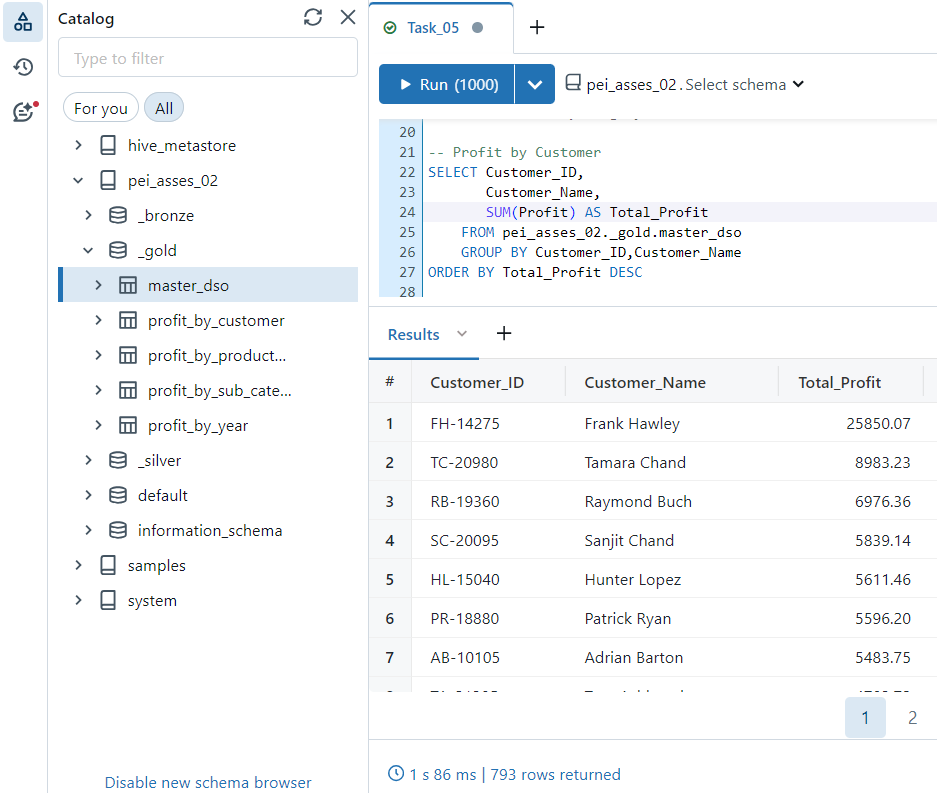 Catalog
Type to filter
For you
All
hive_metastore
pei_asses_02
_bronze
_gold
master_dso
profit_by_customer
profit_by_product...
profit_by_sub_cate...
profit_by_year
_silver
default
information_schema
samples
system
Disable new schema browser
Task_05
Run (1000)
pei_asses_02.Select schema
20
21 -- Profit by Customer
22 SELECT Customer_ID,
23 Customer_Name,
24 SUM(Profit) AS Total_Profit
25 FROM pei_asses_02._gold.master_dso
26 GROUP BY Customer_ID,Customer_Name
27 ORDER BY Total_Profit DESC
28
Results
# Customer_ID Customer_Name Total_Profit
1 FH-14275 Frank Hawley 25850.07
2 TC-20980 Tamara Chand 8983.23
3 RB-19360 Raymond Buch 6976.36
4 SC-20095 Sanjit Chand 5839.14
5 HL-15040 Hunter Lopez 5611.46
6 PR-18880 Patrick Ryan 5596.20
7 AB-10105 Adrian Barton 5483.75
1 2
1 s 86 ms | 793 rows returned